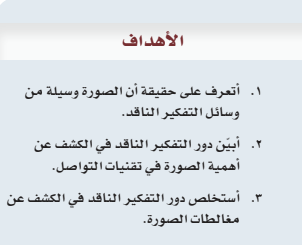 الأهداف
١. أتعرف على حقيقة أن الصورة وسيلة من
وسائل التفكير الناقد.
٢. أبيّن دور التفكير الناقد في الكشف عن
أهمية الصورة في تقنيات التواصل.
٣. أستخلص دور التفكير الناقد في الكشف عن
مغالطات الصورة.